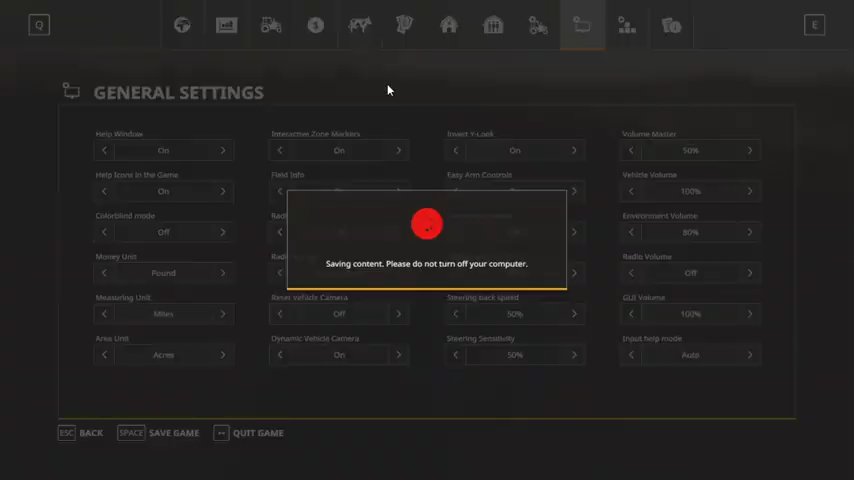 Q
E
GENERAL SETTINGS
Help Window
Interactive Zone Markers
Invert Y-Look
Volume Master
On
On
On
50%
Help Icons in the Game
Field Info
Easy Arm Controls
Vehicle Volume
On
100%
Colorblind mode
Environment Volume
Off
80%
Money Unit
Radio Volume
Pound
Off
Saving content. Please do not turn off your computer.
Measuring Unit
Reset Vehicle Camera
Steering back speed
GUI Volume
Miles
Off
50%
100%
Area Unit
Dynamic Vehicle Camera
Steering Sensitivity
Input help mode
Acres
On
50%
Auto
ESC BACK SPACE SAVE GAME QUIT GAME